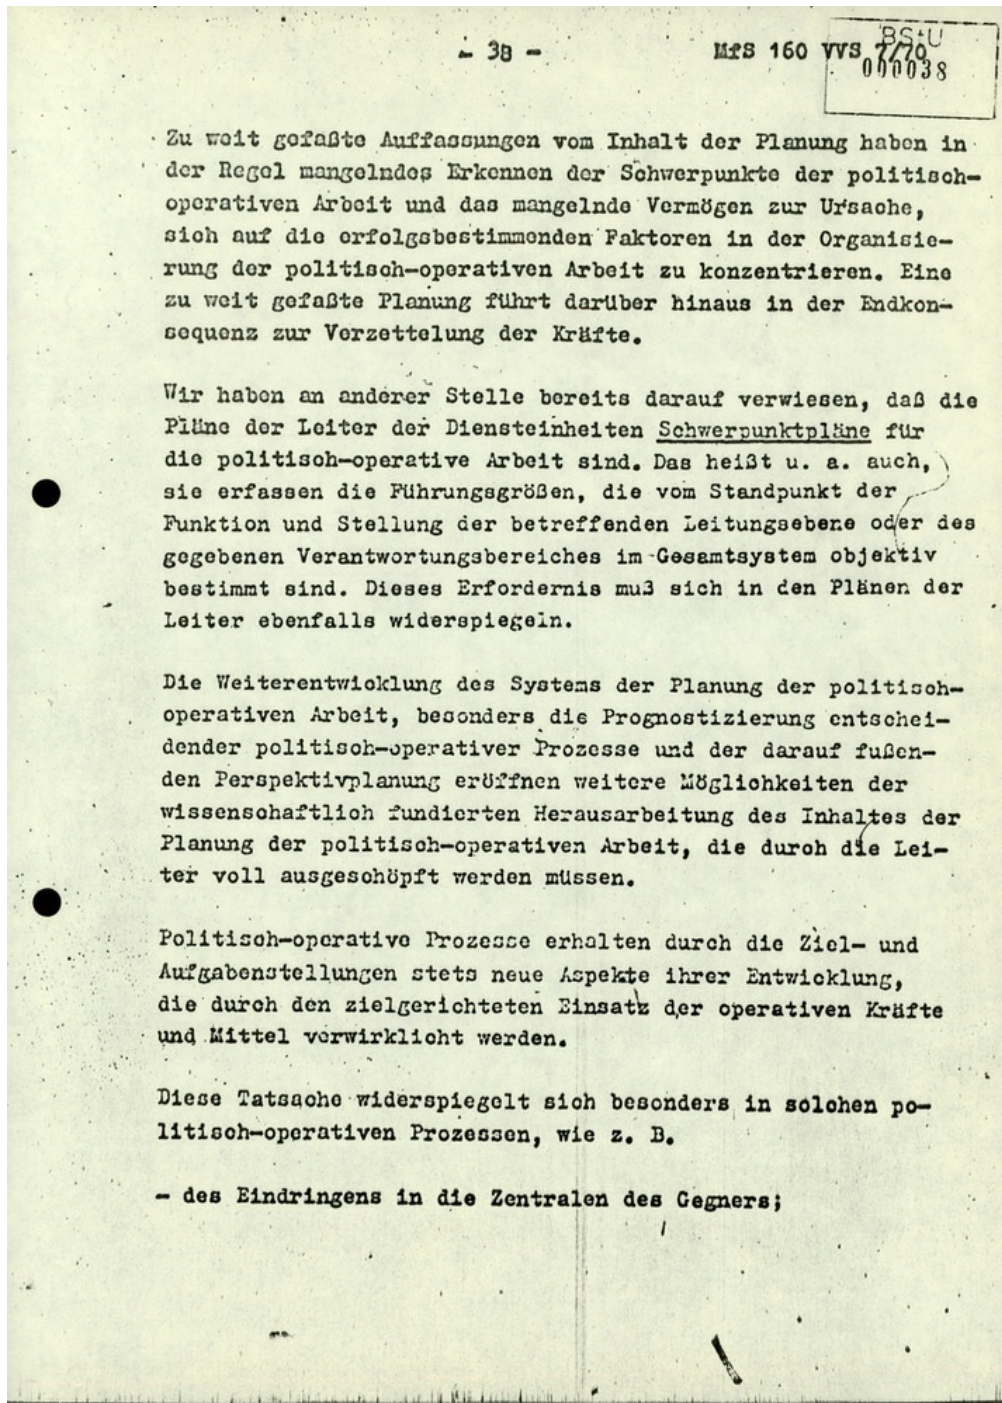 - 38 -
MfS 160 VVS 7/70
BStU
000038
Zu weit gefaßte Auffassungen vom Inhalt der Planung haben in
der Regel mangelndes Erkennen der Schwerpunkte der politisch-
operativen Arbeit und das mangelnde Vermögen zur Ursache,
sich auf die erfolgsbestimmenden Faktoren in der Organisie-
rung der politisch-operativen Arbeit zu konzentrieren. Eine
zu weit gefaßte Planung führt darüber hinaus in der Endkon-
sequenz zur Verzettelung der Kräfte.
Wir haben an anderer Stelle bereits darauf verwiesen, daß die
Pläne der Leiter der Diensteinheiten Schwerpunktpläne für
die politisch-operative Arbeit sind. Das heißt u. a. auch,
sie erfassen die Führungsgrößen, die vom Standpunkt der
Funktion und Stellung der betreffenden Leitungsebene oder des
gegebenen Verantwortungsbereiches im Gesamtsystem objektiv
bestimmt sind. Dieses Erfordernis muß sich in den Plänen der
Leiter ebenfalls widerspiegeln.
Die Weiterentwicklung des Systems der Planung der politisch-
operativen Arbeit, besonders die Prognostizierung entschei-
dender politisch-operativer Prozesse und der darauf fußen-
den Perspektivplanung eröffnen weitere Möglichkeiten der
wissenschaftlich fundierten Herausarbeitung des Inhaltes der
Planung der politisch-operativen Arbeit, die durch die Lei-
ter voll ausgeschöpft werden müssen.
Politisch-operative Prozesse erhalten durch die Ziel- und
Aufgabenstellungen stets neue Aspekte ihrer Entwicklung,
die durch den zielgerichteten Einsatz der operativen Kräfte
und Mittel verwirklicht werden.
Diese Tatsache widerspiegelt sich besonders in solchen po-
litisch-operativen Prozessen, wie z. B.
- des Eindringens in die Zentralen des Gegners;